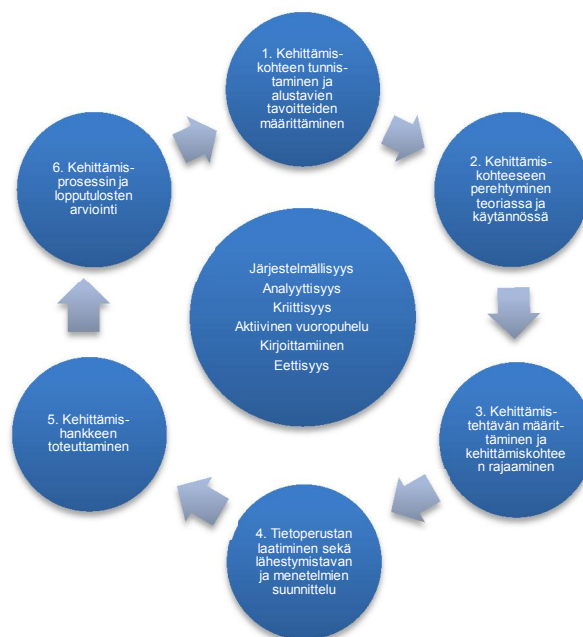 1. Kehittämis-
kohteen tunnis-
taminen ja
alustavien
tavoitteiden
määrittäminen
2. Kehittämis-
kohteeseen
perehtyminen
teoriassa ja
käytännössä
3. Kehittämis-
tehtävän määrit-
täminen ja
kehittämiskohtee
n rajaaminen
4. Tietoperustan
laatiminen sekä
lähestymistavan
ja menetelmien
suunnittelu
5. Kehittämis-
hankkeen
toteuttaminen
6. Kehittämis-
prosessin ja
lopputulosten
arviointi
Järjestelmällisyys
Analyyttisyys
Kriittisyys
Aktiivinen vuoropuhelu
Kirjoittamiinen
Eettisyys